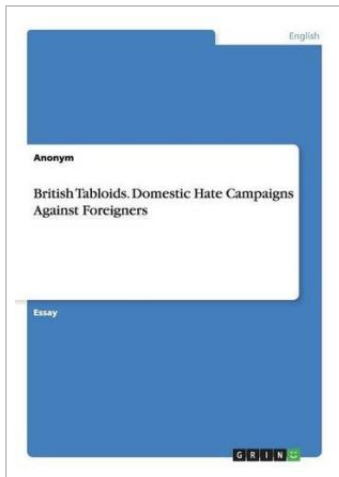 English
Anonym
British Tabloids. Domestic Hate Campaigns
Against Foreigners
Essay
GRIN